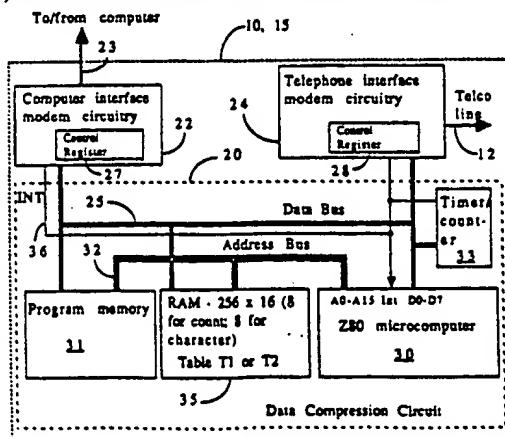 To/from computer
10, 15
23
Computer interface
modem circuitry
Control
Register
27
22
Telephone interface
modem circuitry
Control
Register
28
24
Telco
line
12
20
INT
25
Data Bus
36
32
Address Bus
Timer/
count-
er
33
Program memory
31
RAM - 256 x 16 (8
for count; 8 for
character)
Table T1 or T2
35
A0-A15 Int D0-D7
Z80 microcomputer
30
Data Compression Circuit